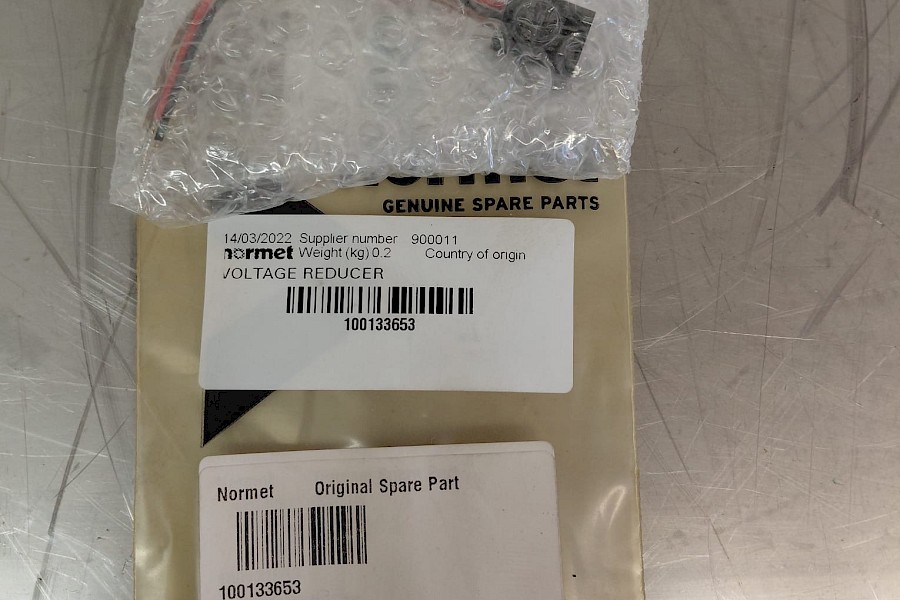 GENUINE SPARE PARTS
14/03/2022 Supplier number 900011
normet Weight (kg) 0.2 Country of origin
VOLTAGE REDUCER
100133653
Normet Original Spare Part
100133653